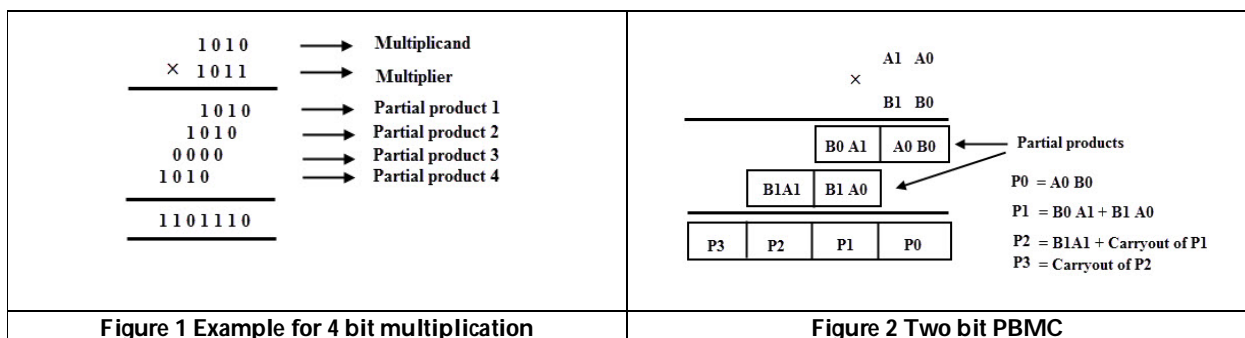 1010 Multiplicand
× 1011 Multiplier
1010 Partial product 1
1010 Partial product 2
0000 Partial product 3
1010 Partial product 4
1101110
Figure 1 Example for 4 bit multiplication
A1 A0
×
B1 B0
B0 A1 A0 B0 Partial products
B1A1 B1 A0
P3 P2 P1 P0
P0 = A0 B0
P1 = B0 A1 + B1 A0
P2 = B1A1 + Carryout of P1
P3 = Carryout of P2
Figure 2 Two bit PBMC